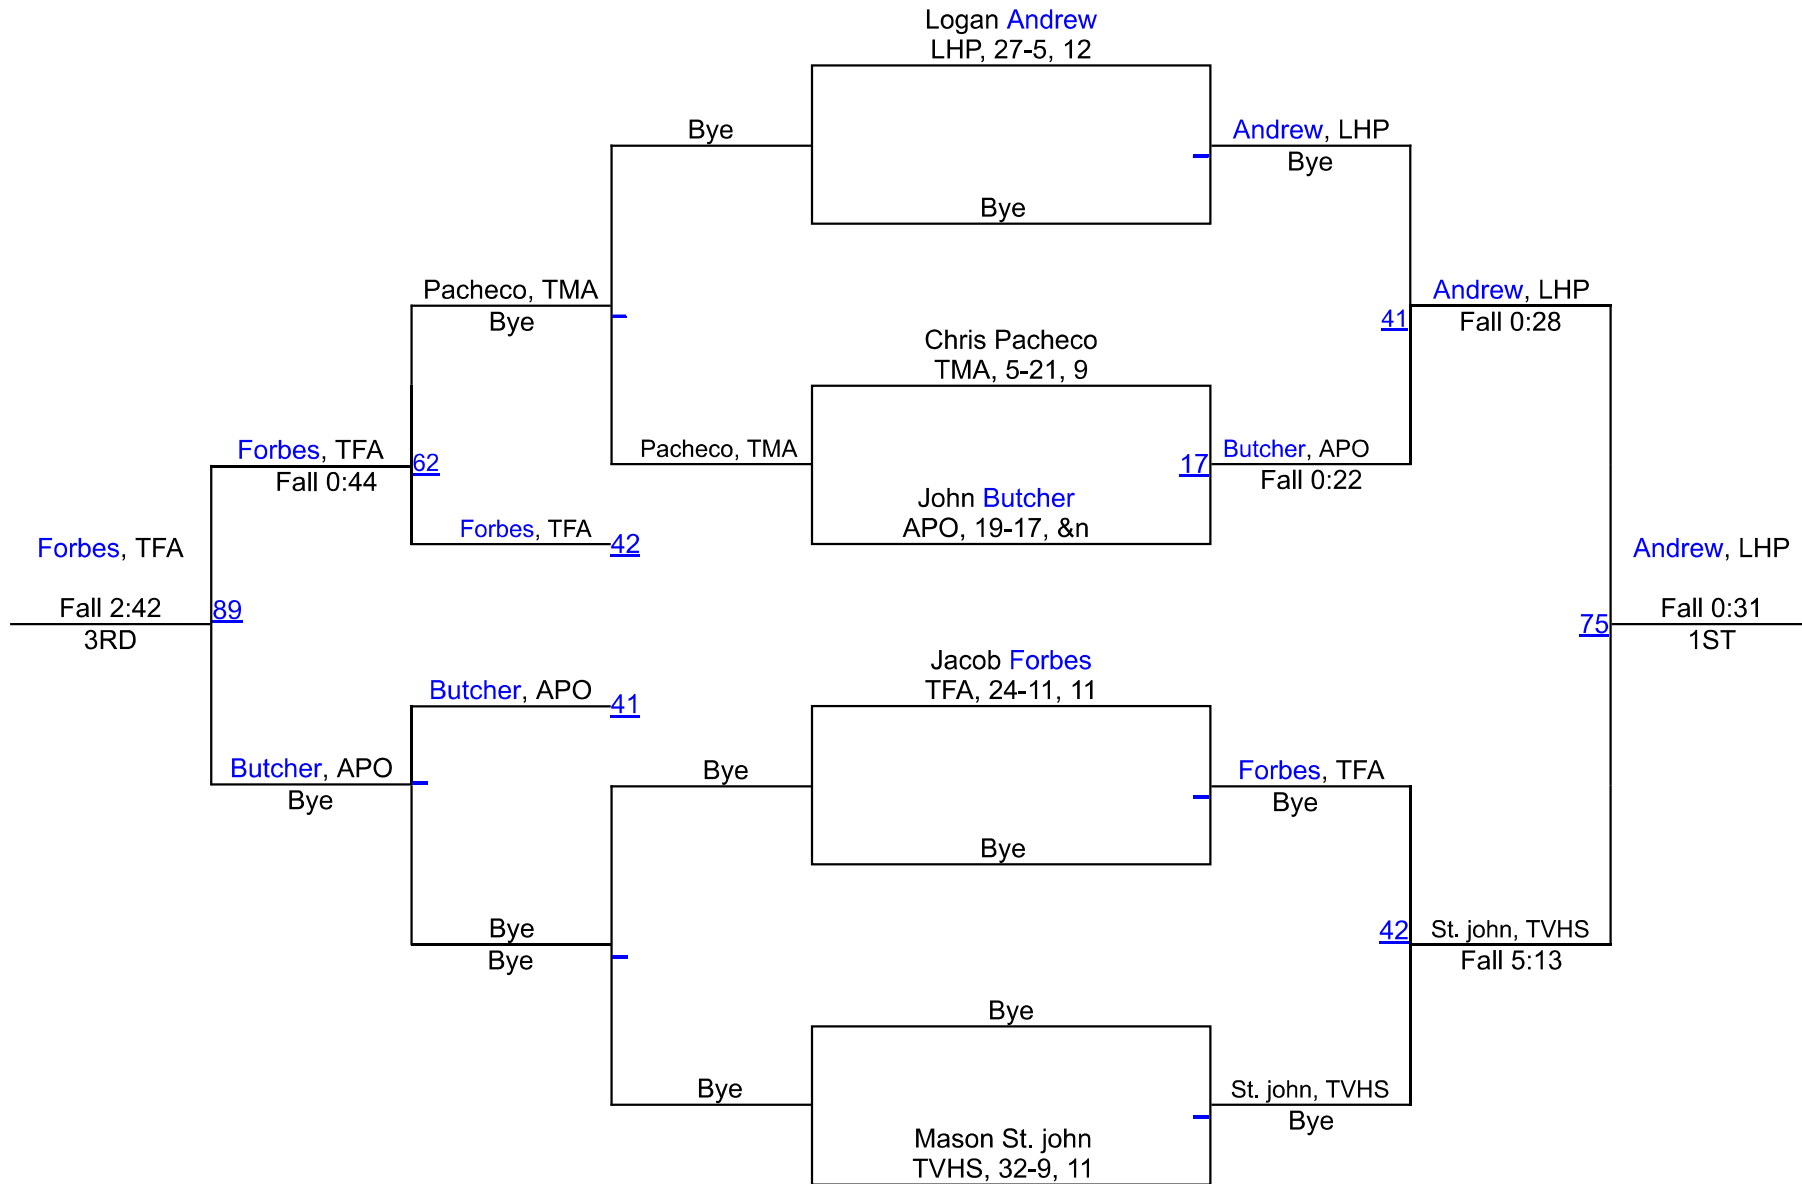 Logan Andrew
LHP, 27-5, 12
Bye
Andrew, LHP
Bye
Bye
Pacheco, TMA
Bye
Andrew, LHP
41
Fall 0:28
Chris Pacheco
TMA, 5-21, 9
Forbes, TFA
62
Fall 0:44
Pacheco, TMA
17
Butcher, APO
Fall 0:22
John Butcher
APO, 19-17, &n
Forbes, TFA
42
Forbes, TFA
Fall 2:42
89
3RD
Andrew, LHP
75
Fall 0:31
1ST
Jacob Forbes
TFA, 24-11, 11
Butcher, APO
41
Butcher, APO
Bye
Bye
Forbes, TFA
Bye
Bye
Bye
Bye
42
St. john, TVHS
Fall 5:13
Bye
Bye
St. john, TVHS
Bye
Mason St. john
TVHS, 32-9, 11